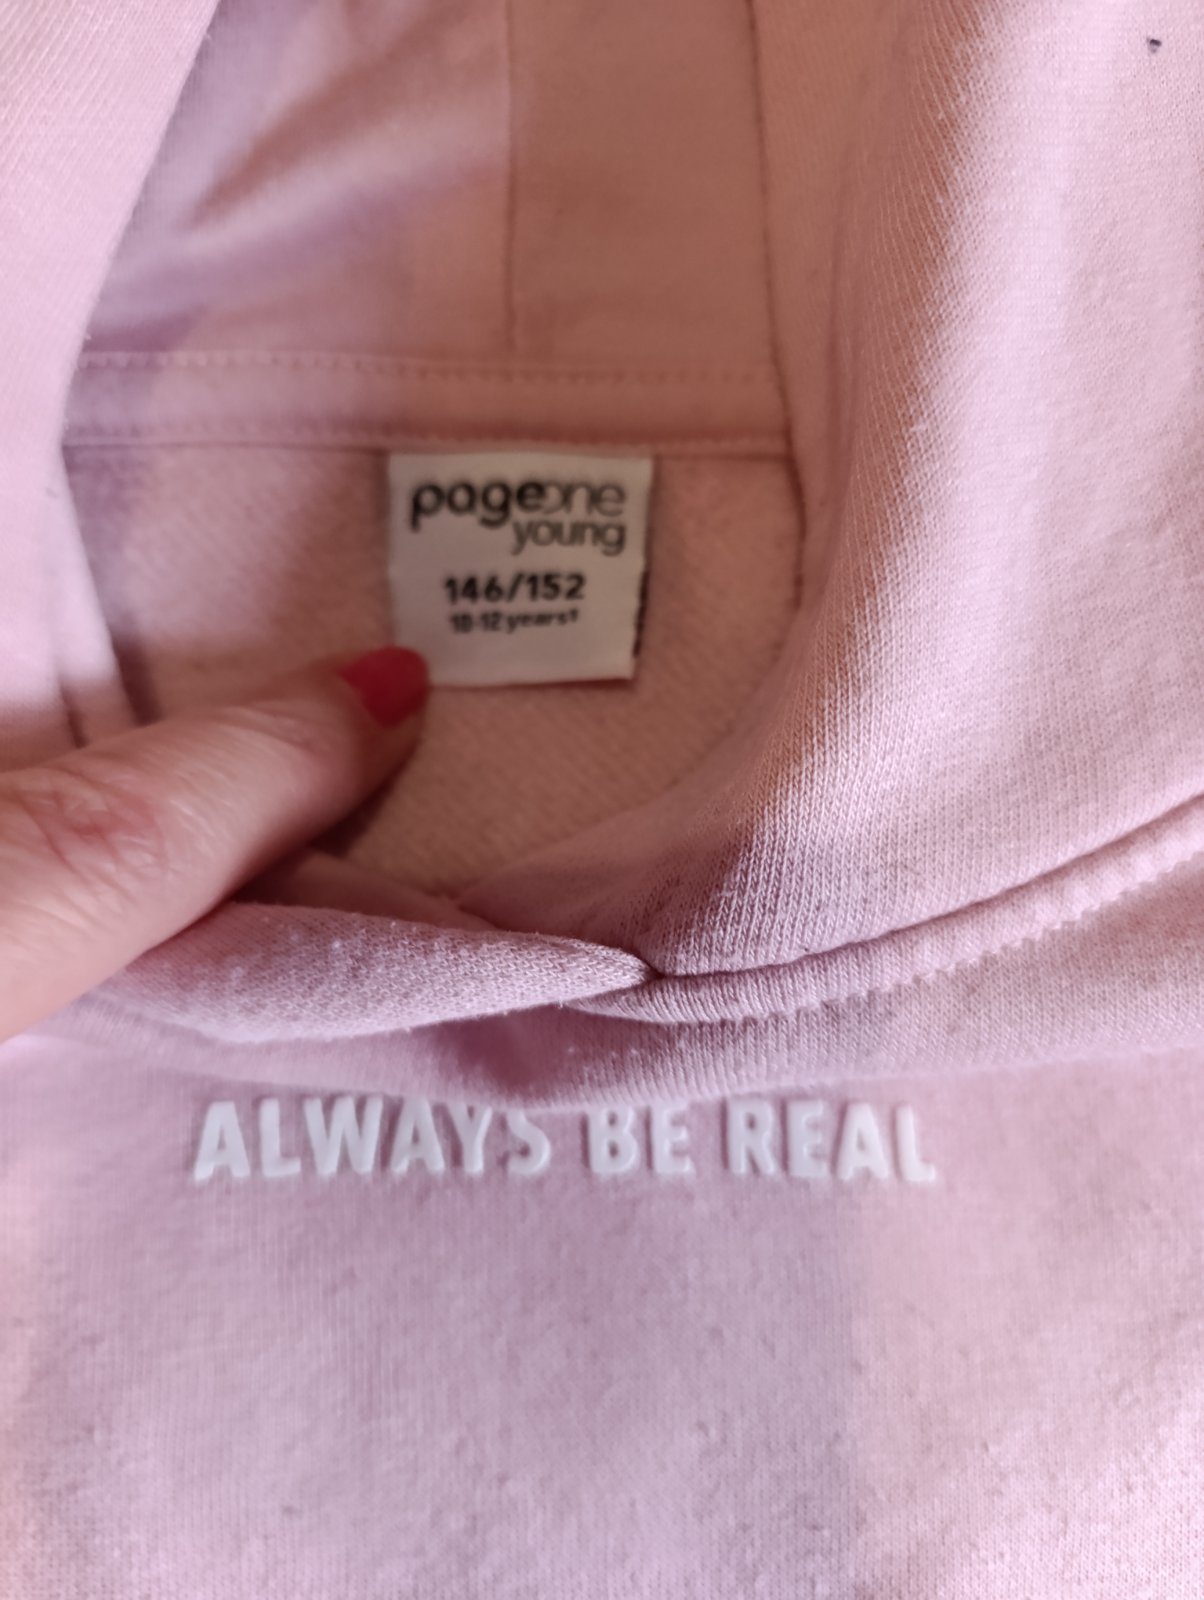 pageone
young
146/152
10-12 years
ALWAYS BE REAL